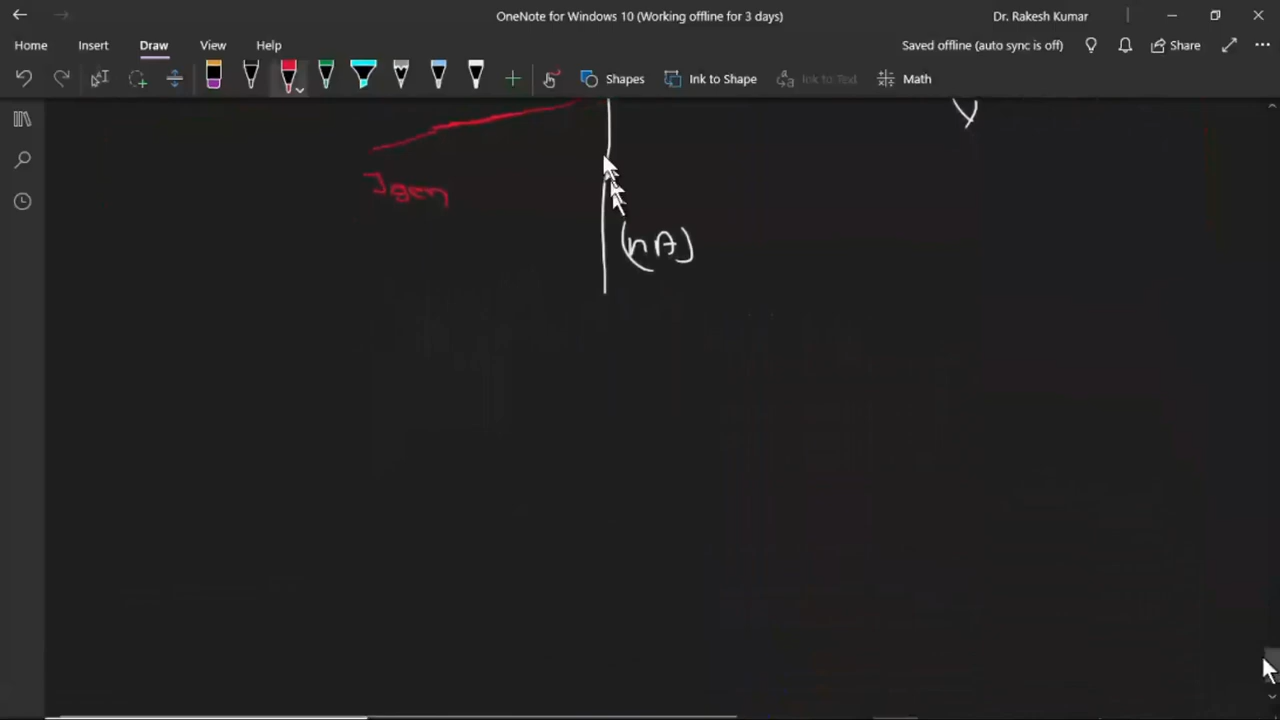 OneNote for Windows 10 (Working offline for 3 days) Dr. Rakesh Kumar
Home Insert Draw View Help Saved offline (auto sync is off) Share
Shapes Ink to Shape Ink to Text Math
V
Igen
(nA)